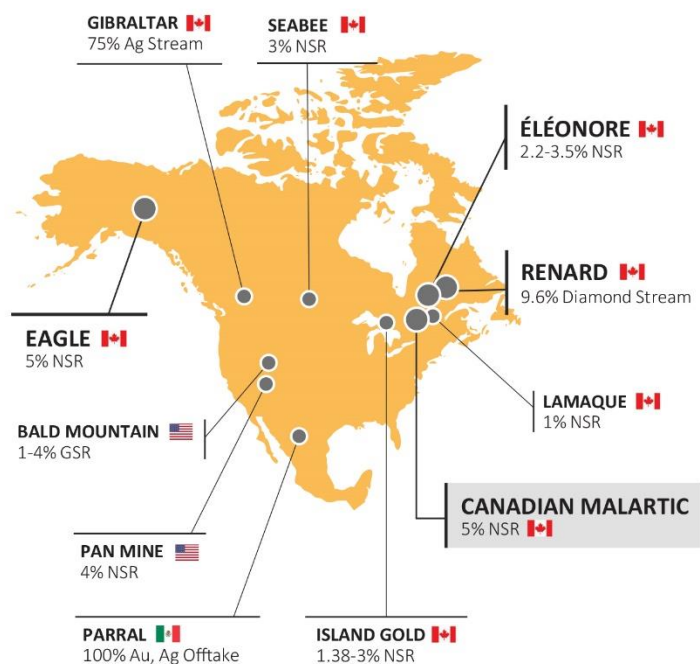 GIBRALTAR
75% Ag Stream
SEABEE
3% NSR
ÉLÉONORE
2.2-3.5% NSR
RENARD
9.6% Diamond Stream
EAGLE
5% NSR
LAMAQUE
1% NSR
BALD MOUNTAIN
1-4% GSR
CANADIAN MALARTIC
5% NSR
PAN MINE
4% NSR
PARRAL
100% Au, Ag Offtake
ISLAND GOLD
1.38-3% NSR